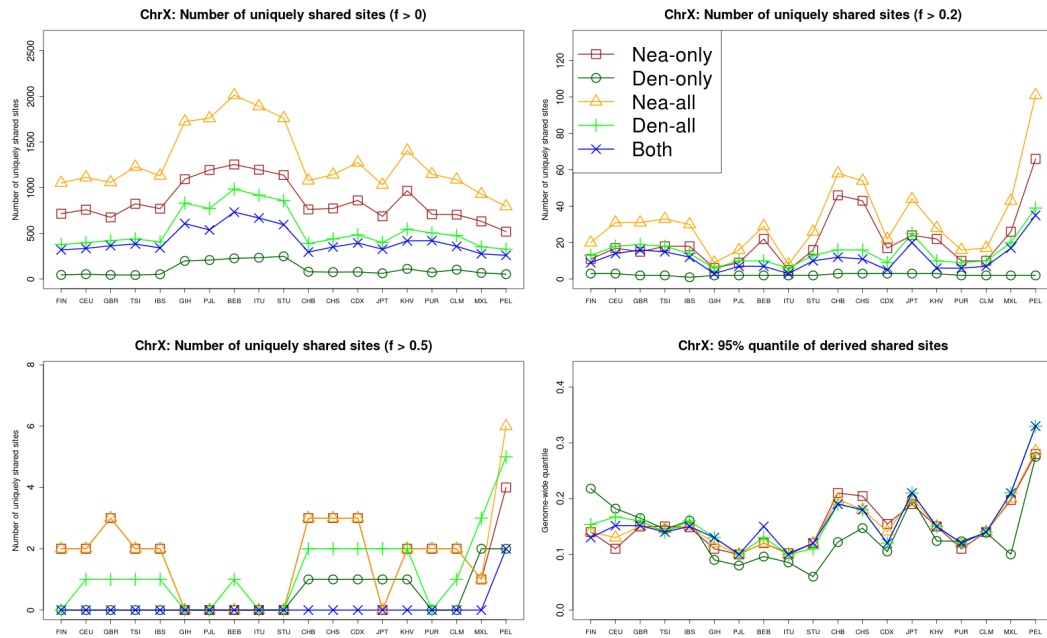 ChrX: Number of uniquely shared sites (f > 0)
Number of uniquely shared sites
0 500 1000 1500 2000 2500
FIN CEU GBR TSI IBS GIH PJL BEB ITU STU CHB CHS CDX JPT KHV PUR CLM MXL PEL
ChrX: Number of uniquely shared sites (f > 0.2)
Number of uniquely shared sites
0 20 40 60 80 100 120
Nea-only
Den-only
Nea-all
Den-all
Both
FIN CEU GBR TSI IBS GIH PJL BEB ITU STU CHB CHS CDX JPT KHV PUR CLM MXL PEL
ChrX: Number of uniquely shared sites (f > 0.5)
Number of uniquely shared sites
0 2 4 6 8
FIN CEU GBR TSI IBS GIH PJL BEB ITU STU CHB CHS CDX JPT KHV PUR CLM MXL PEL
ChrX: 95% quantile of derived shared sites
Genome-wide quantile
0.0 0.1 0.2 0.3 0.4
FIN CEU GBR TSI IBS GIH PJL BEB ITU STU CHB CHS CDX JPT KHV PUR CLM MXL PEL